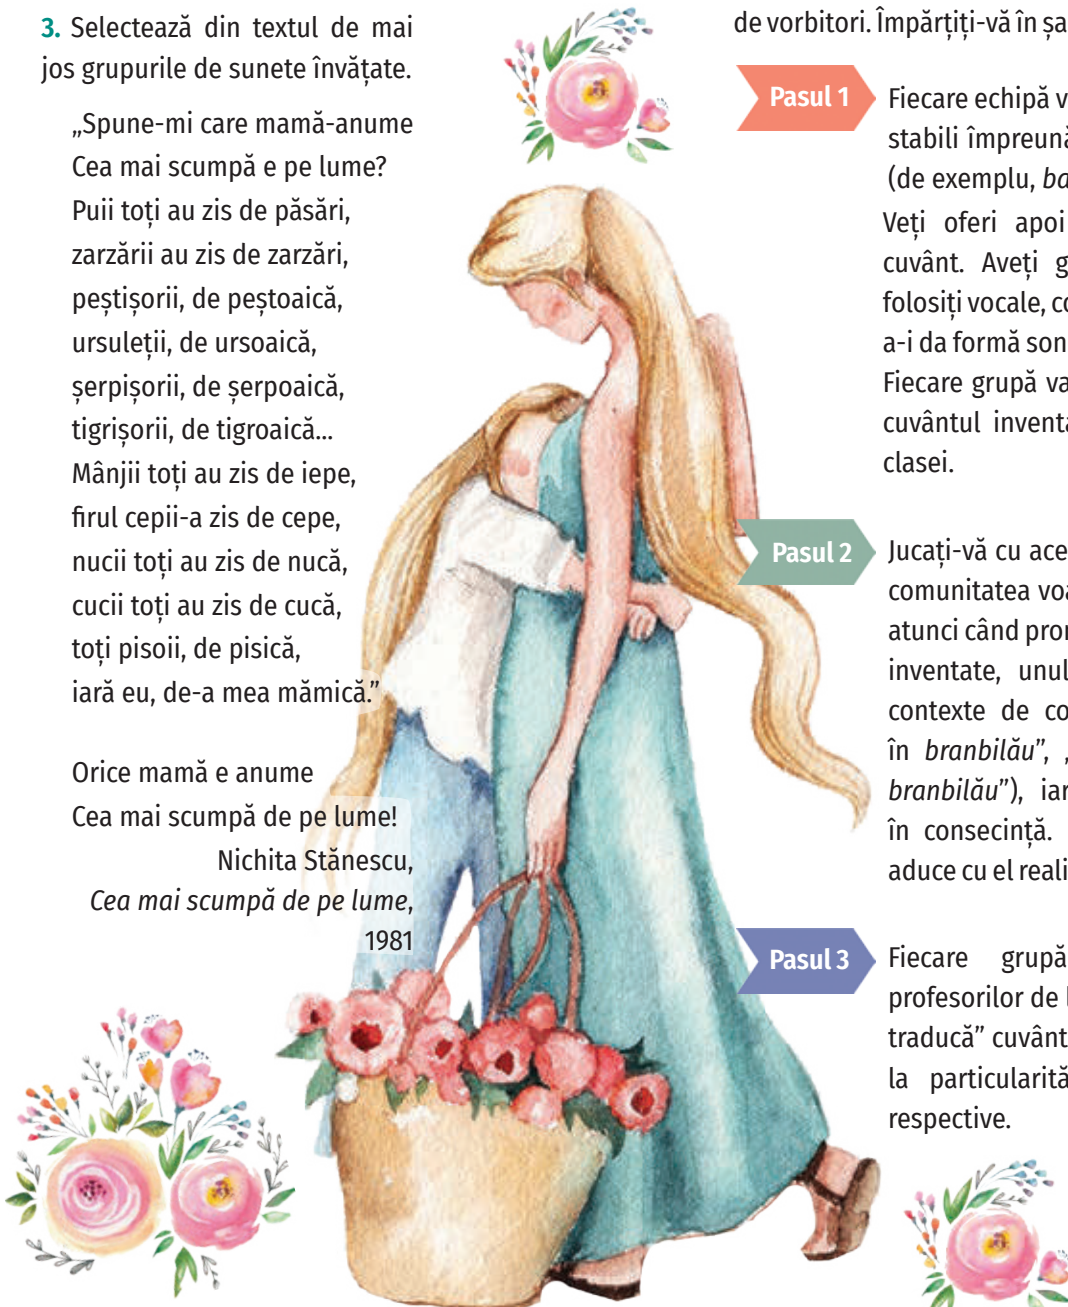 3. Selectează din textul de mai
jos grupurile de sunete învățate.
„Spune-mi care mamă-anume
Cea mai scumpă e pe lume?
Puii toți au zis de păsări,
zarzării au zis de zarzări,
peștișorii, de peștoaică,
ursuleții, de ursoaică,
șerpișorii, de șerpoaică,
tigrișorii, de tigroaică...
Mânjii toți au zis de iepe,
firul cepii-a zis de cepe,
nucii toți au zis de nucă,
cucii toți au zis de cucă,
toți pisoii, de pisică,
iară eu, de-a mea mămică.”
Orice mamă e anume
Cea mai scumpă de pe lume!
Nichita Stănescu,
Cea mai scumpă de pe lume,
1981
de vorbitori. Împărțiți-vă în
Pasul 1
Fiecare echipă
stabili împreună
(de exemplu,
Veți oferi apoi
cuvânt. Aveți
folosiți vocale,
a-i da formă
Fiecare grupă va
cuvântul
clasei.
Pasul 2
Jucați-vă cu
comunitatea
atunci când
inventate, unul
contexte de
în branbilău”, „
branbilău”), iar
în consecință.
aduce cu el
Pasul 3
Fiecare grupă
profesorilor de
traducă” cuvânt
la
respective.